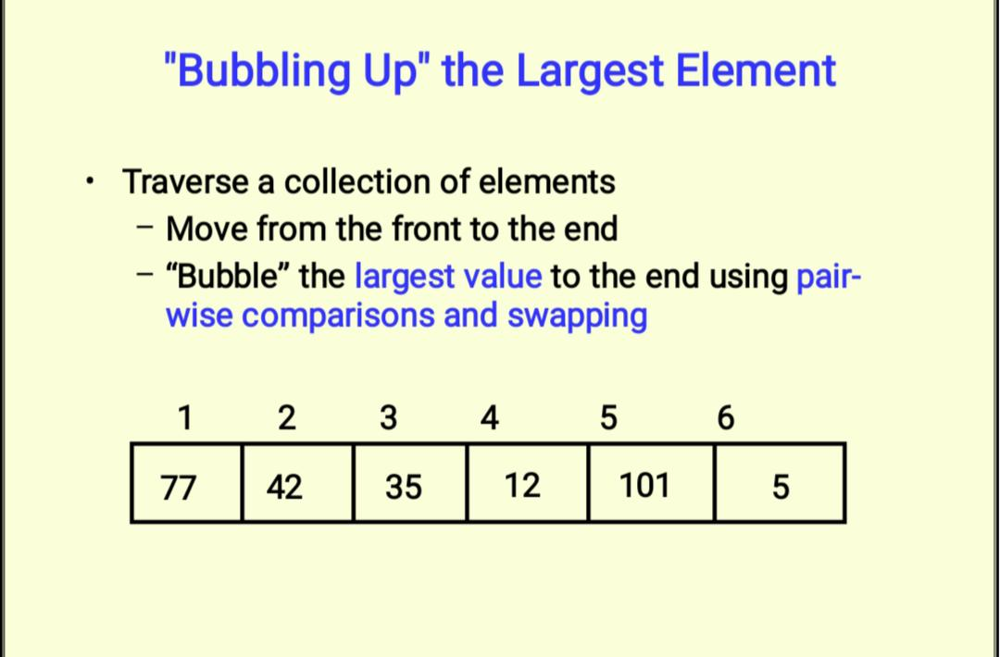 "Bubbling Up" the Largest Element
• Traverse a collection of elements
– Move from the front to the end
– “Bubble” the largest value to the end using pair-
wise comparisons and swapping
1 2 3 4 5 6
77 42 35 12 101 5